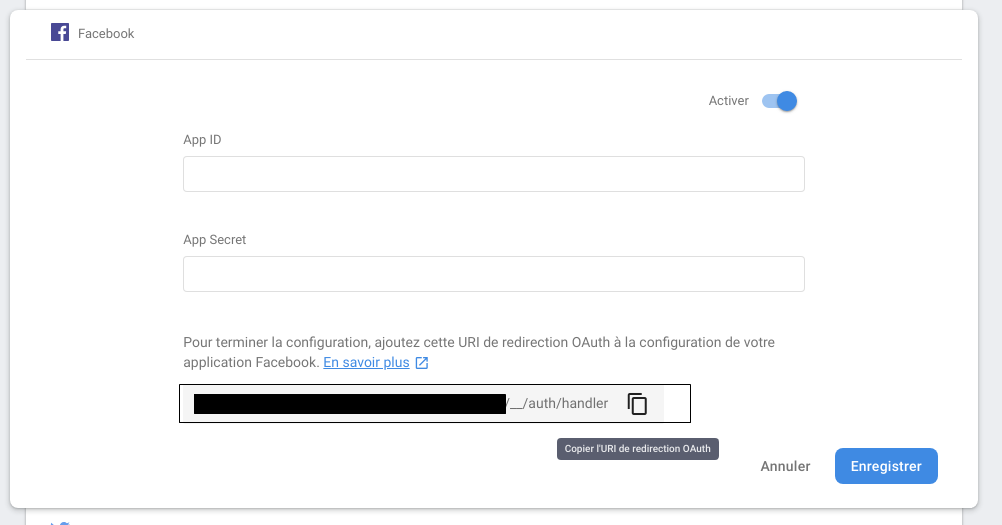 Facebook
Activer
App ID
App Secret
Pour terminer la configuration, ajoutez cette URI de redirection OAuth à la configuration de votre
application Facebook. En savoir plus
/__/auth/handler
Copier l'URI de redirection OAuth
Annuler
Enregistrer